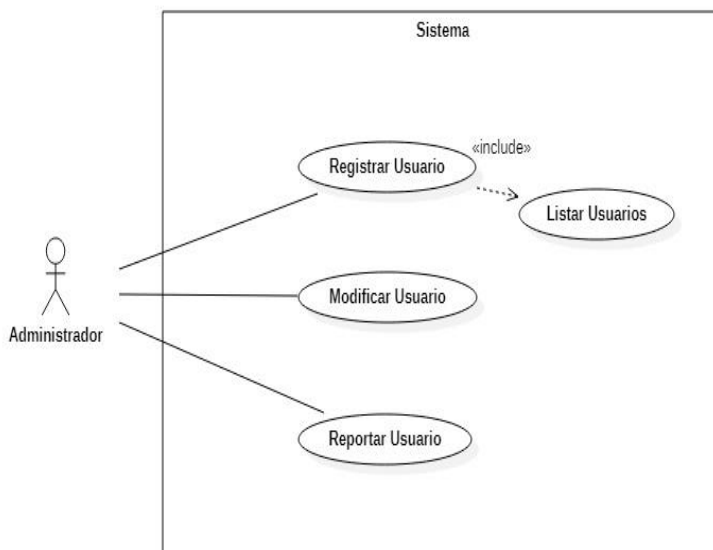 Sistema
«include»
Registrar Usuario
Listar Usuarios
Modificar Usuario
Administrador
Reportar Usuario